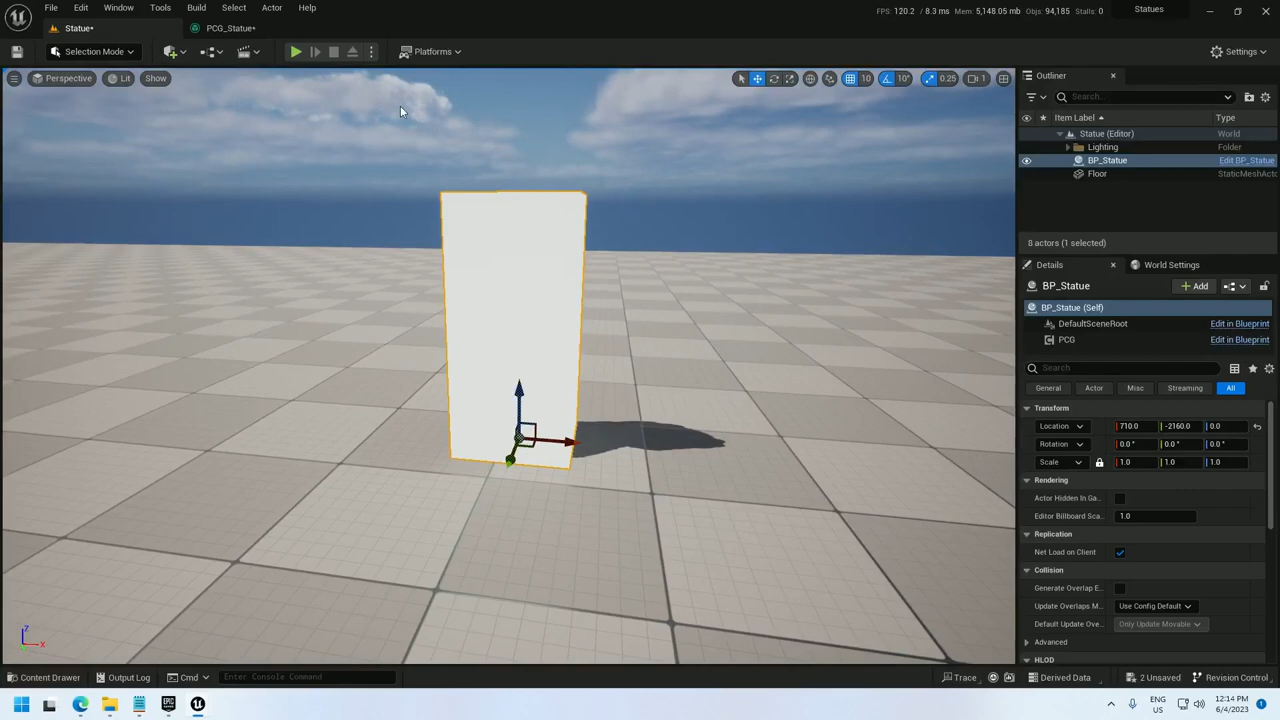 File Edit Window Tools Build Select Actor Help
FPS: 120.2 / 8.3 ms Mem: 5,148.05 mb Objs: 94,185 Stalls: 0
Statues
Statue*
PCG_Statue*
Selection Mode
Platforms
Settings
Perspective Lit Show
10 10° 0.25 1
Outliner
Search...
Item Label Type
Statue (Editor) World
Lighting Folder
BP_Statue Edit BP_Statue
Floor StaticMeshActo
8 actors (1 selected)
Details World Settings
BP_Statue
Add
BP_Statue (Self)
DefaultSceneRoot Edit in Blueprint
PCG Edit in Blueprint
Search
General Actor Misc Streaming All
Transform
Location 710.0 -2160.0 0.0
Rotation 0.0° 0.0° 0.0°
Scale 1.0 1.0 1.0
Rendering
Actor Hidden In Ga...
Editor Billboard Sca... 1.0
Replication
Net Load on Client
Collision
Generate Overlap E...
Update Overlaps M... Use Config Default
Default Update Ove... Only Update Movable
Advanced
HLOD
Z
X
Content Drawer Output Log Cmd Enter Console Command
Trace Derived Data 2 Unsaved Revision Control
EPIC
ENG
US
12:14 PM
6/4/2023
1